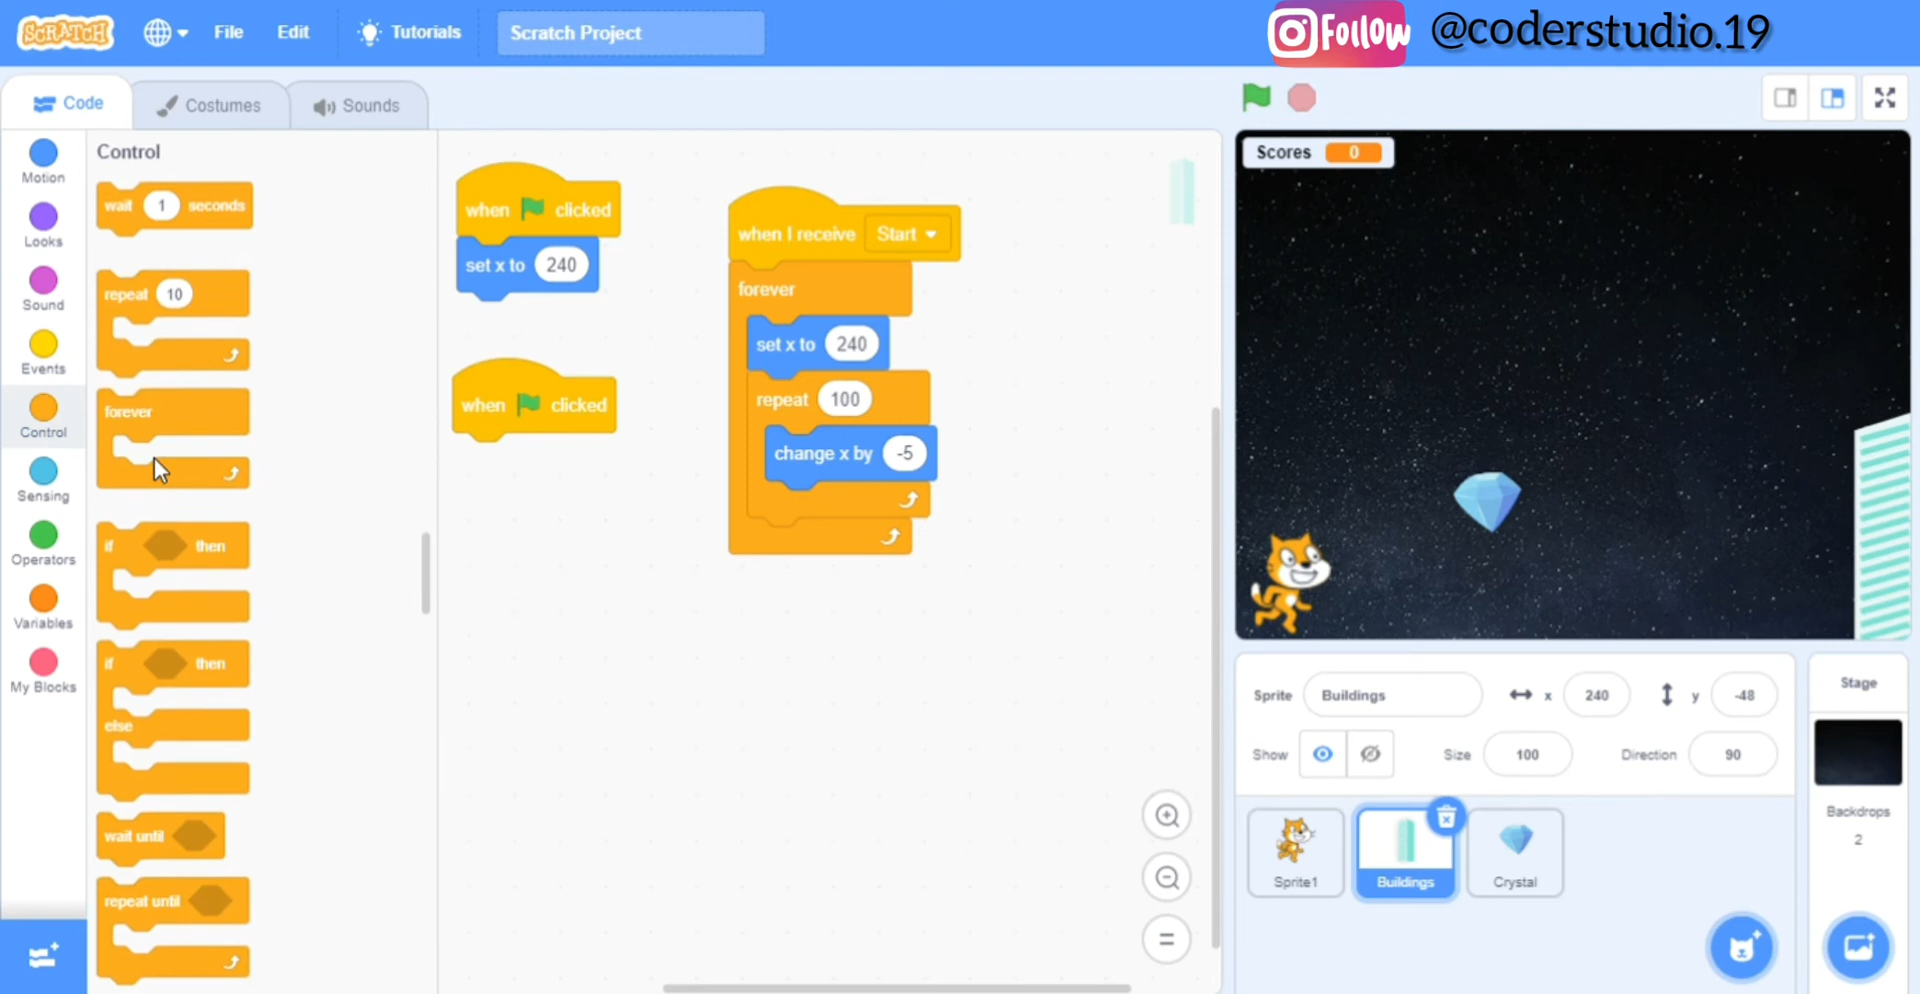 SCRATCH
File
Edit
Tutorials
Scratch Project
Follow
@coderstudio.19
Code
Costumes
Sounds
Motion
Looks
Sound
Events
Control
Sensing
Operators
Variables
My Blocks
Control
wait 1 seconds
repeat 10
forever
if then
if then
else
wait until
repeat until
when clicked
set x to 240
when clicked
when I receive Start
forever
set x to 240
repeat 100
change x by -5
Scores 0
Sprite Buildings x 240 y -48
Show Size 100 Direction 90
Sprite1
Buildings
Crystal
Stage
Backdrops
2